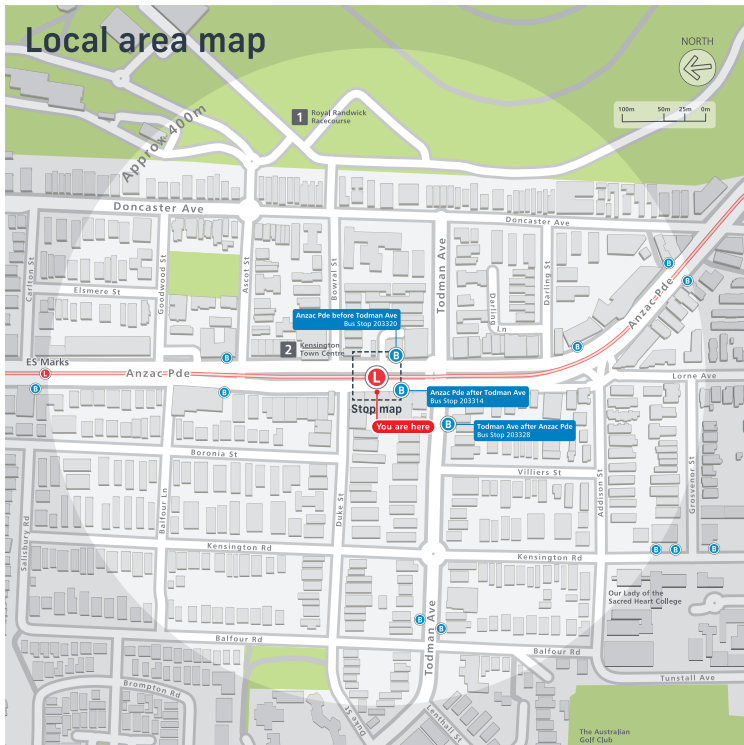 Local area map
NORTH
100m 50m 25m 0m
1
Royal Randwick
Racecourse
Approx 400m
Doncaster Ave
Doncaster Ave
Carlton St
Elsmere St
Goodwood St
Ascot St
Bowral St
Todman Ave
Darling
Ln
Darling St
Anzac Pde
B
B
Anzac Pde before Todman Ave
Bus Stop 203320
2
Kensington
Town Centre
B
B
B
ES Marks
L
Anzac Pde
L
Lorne Ave
B
B
B
Anzac Pde after Todman Ave
Bus Stop 203314
Stop map
You are here
B
Todman Ave after Anzac Pde
Bus Stop 203328
Boronia St
Villiers St
Salisbury Rd
Balfour Ln
Duke St
Addison St
Grosvenor St
Kensington Rd
Kensington Rd
B
B
B
Our Lady of the
Sacred Heart College
B
B
Todman Ave
Balfour Rd
Balfour Rd
Tunstall Ave
Brompton Rd
Duke St
Lenthall St
The Australian
Golf Club